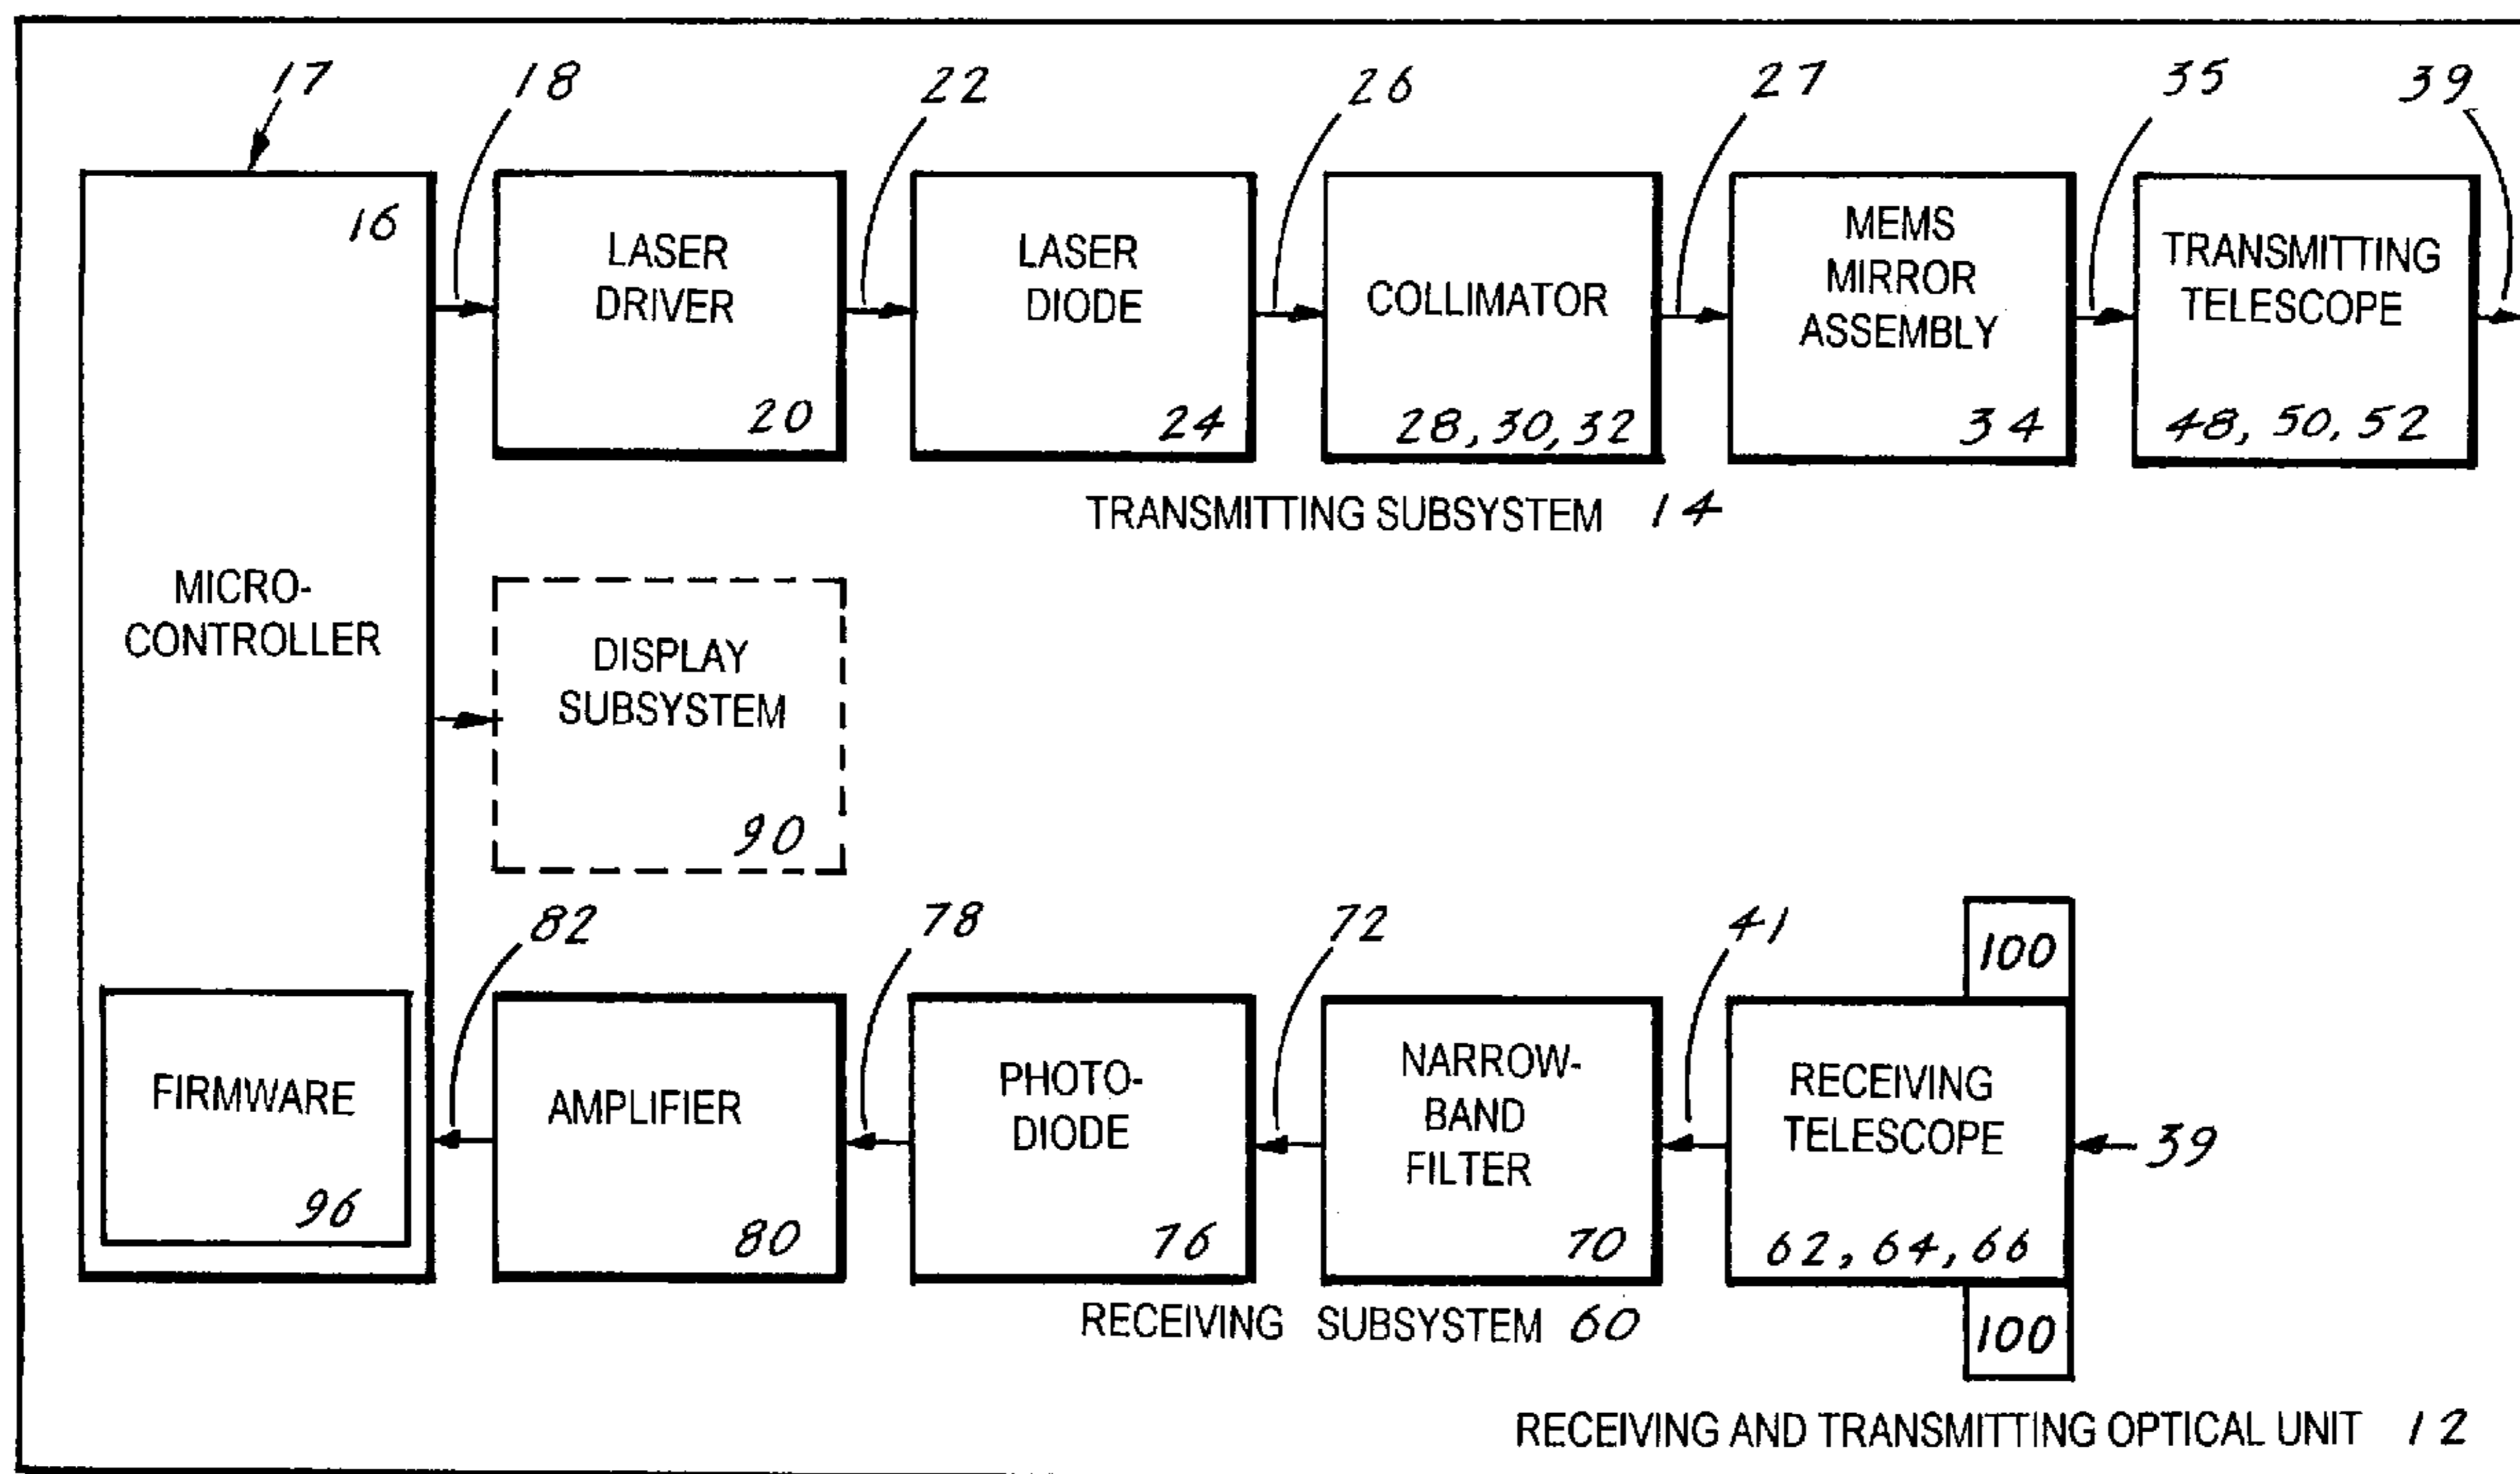 17
18
22
26
27
35
39
16
LASER
DRIVER
20
LASER
DIODE
24
COLLIMATOR
28, 30, 32
MEMS
MIRROR
ASSEMBLY
34
TRANSMITTING
TELESCOPE
48, 50, 52
TRANSMITTING SUBSYSTEM 14
MICRO-
CONTROLLER
DISPLAY
SUBSYSTEM
90
82
78
72
41
100
FIRMWARE
96
AMPLIFIER
80
PHOTO-
DIODE
76
NARROW-
BAND
FILTER
70
RECEIVING
TELESCOPE
62, 64, 66
39
100
RECEIVING SUBSYSTEM 60
RECEIVING AND TRANSMITTING OPTICAL UNIT 12